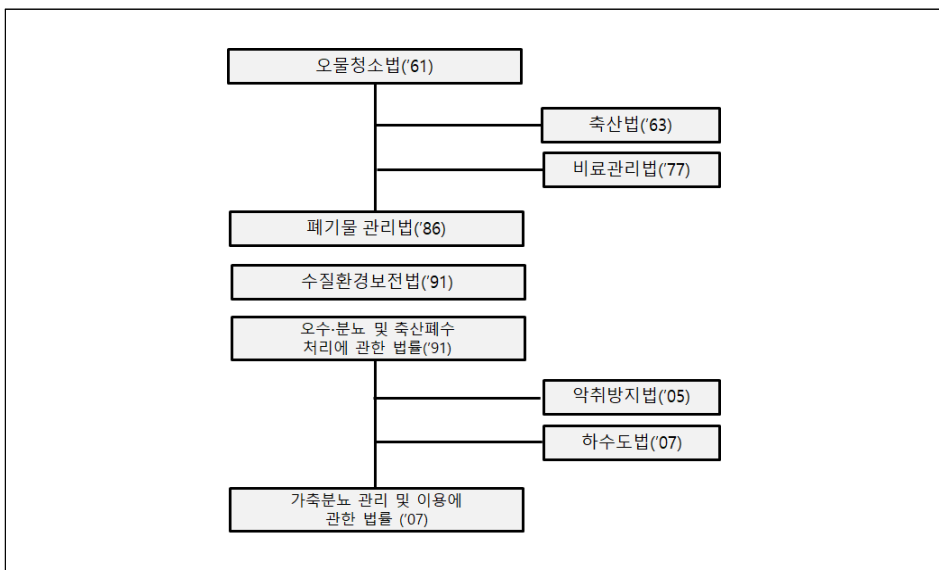 오물청소법(’61)
축산법(’63)
비료관리법(’77)
폐기물 관리법(’86)
수질환경보전법(’91)
오수·분뇨 및 축산폐수
처리에 관한 법률(’91)
악취방지법(’05)
하수도법(’07)
가축분뇨 관리 및 이용에
관한 법률 (’07)